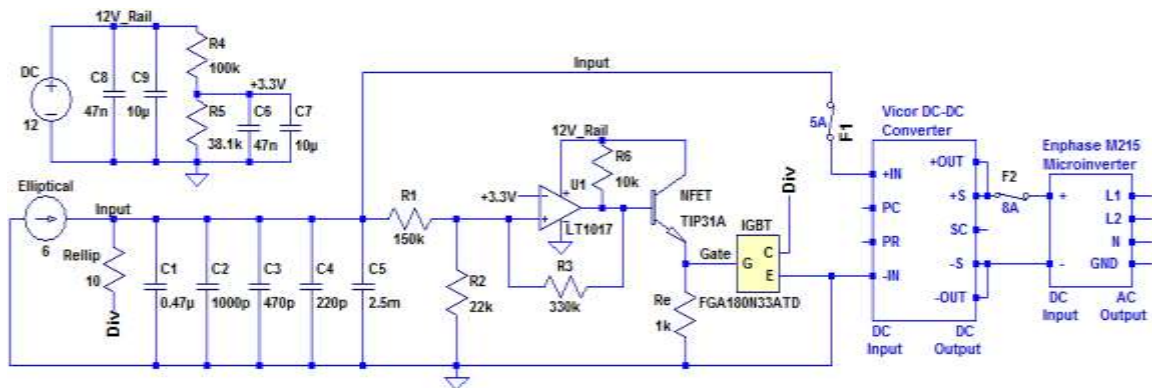 12V_Rail
DC
+
−
12
C8
47n
C9
10µ
R4
100k
+3.3V
R5
38.1k
C6
47n
C7
10µ
Elliptical
6
Input
Rellip
10
Div
C1
0.47µ
C2
1000p
C3
470p
C4
220p
C5
2.5m
R1
150k
R2
22k
+3.3V
12V_Rail
U1
LT1017
R6
10k
R3
330k
NFET
TIP31A
Gate
Re
1k
IGBT
G
C
E
FGA180N33ATD
Div
Input
5A
F1
Vicor DC-DC
Converter
+IN
PC
PR
-IN
+OUT
+S
SC
-S
-OUT
DC
Input
DC
Output
F2
8A
Enphase M215
Microinverter
+
-
L1
L2
N
GND
DC
Input
AC
Output